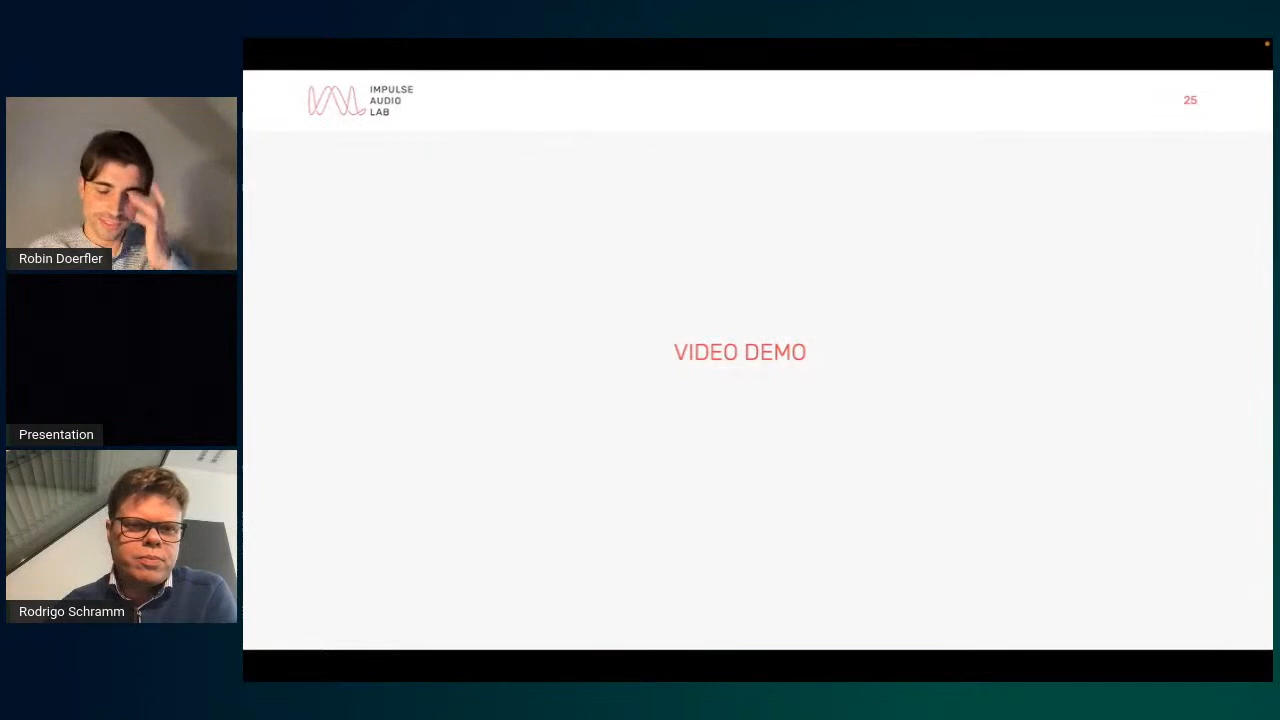 IMPULSE
AUDIO
LAB
25
Robin Doerfler
VIDEO DEMO
Presentation
Rodrigo Schramm